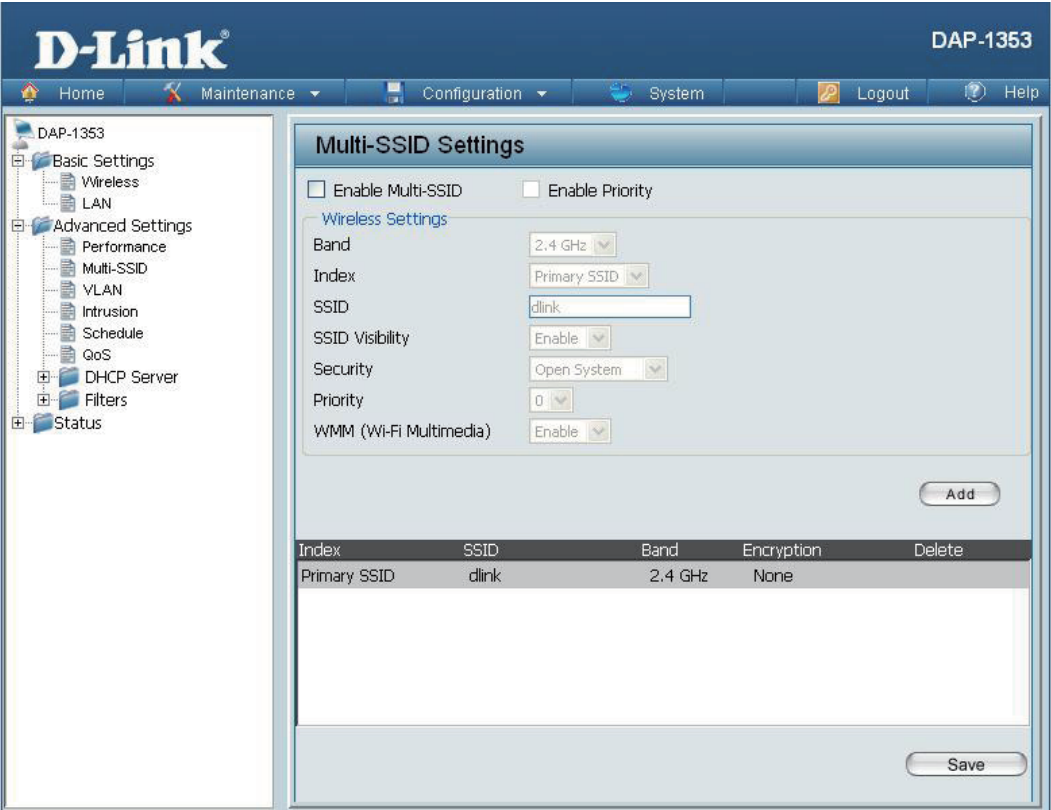 D-Link®
DAP-1353
Home Maintenance Configuration System Logout Help
DAP-1353
Basic Settings
Wireless
LAN
Advanced Settings
Performance
Multi-SSID
VLAN
Intrusion
Schedule
QoS
DHCP Server
Filters
Status
Multi-SSID Settings
Enable Multi-SSID Enable Priority
Wireless Settings
Band 2.4 GHz
Index Primary SSID
SSID dlink
SSID Visibility Enable
Security Open System
Priority 0
WMM (Wi-Fi Multimedia) Enable
Add
Index SSID Band Encryption Delete
Primary SSID dlink 2.4 GHz None
Save